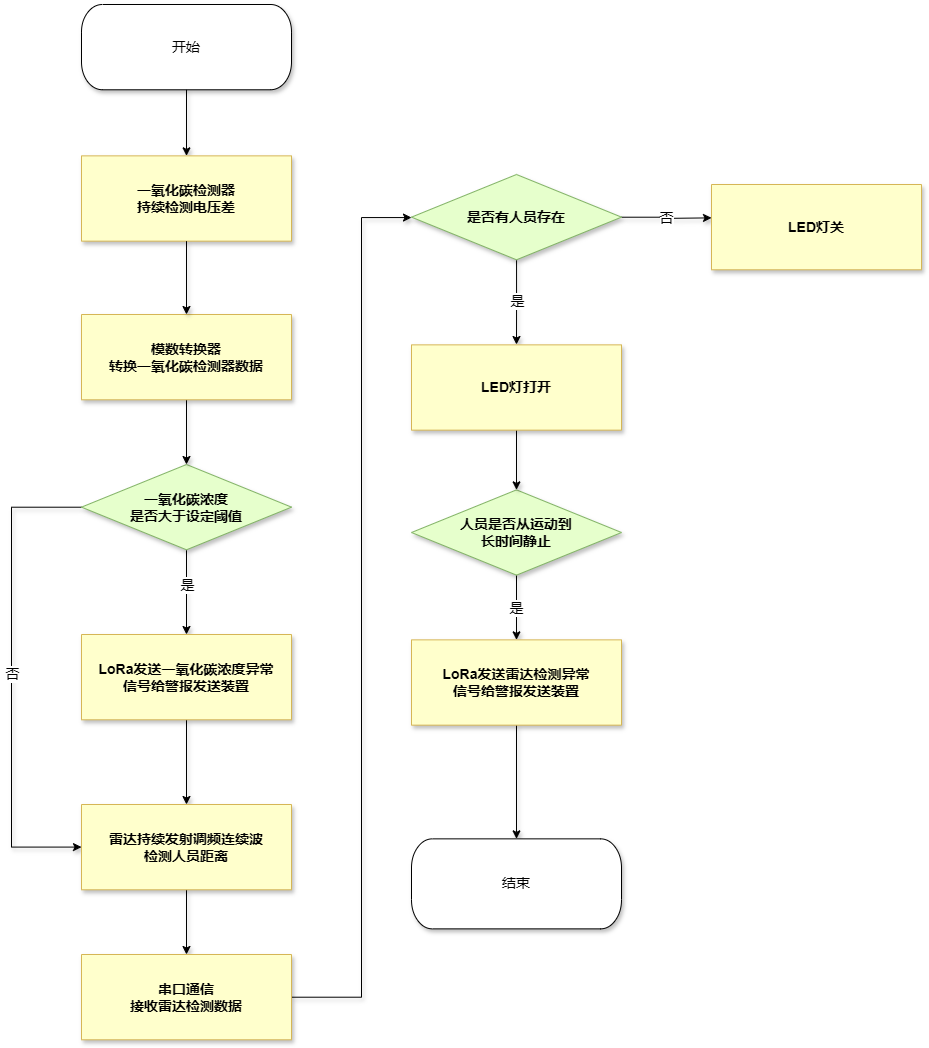 开始
一氧化碳检测器
持续检测电压差
模数转换器
转换一氧化碳检测器数据
一氧化碳浓度
是否大于设定阈值
是
否
LoRa发送一氧化碳浓度异常
信号给警报发送装置
雷达持续发射调频连续波
检测人员距离
串口通信
接收雷达检测数据
是否有人员存在
否
LED灯关
是
LED灯打开
人员是否从运动到
长时间静止
是
LoRa发送雷达检测异常
信号给警报发送装置
结束